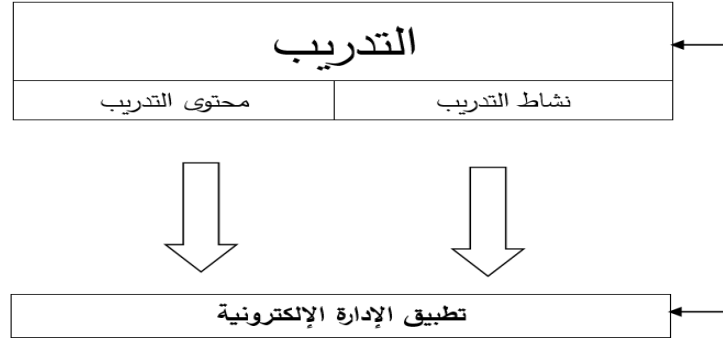 التدريب
نشاط التدريب
محتوى التدريب
تطبيق الإدارة الإلكترونية